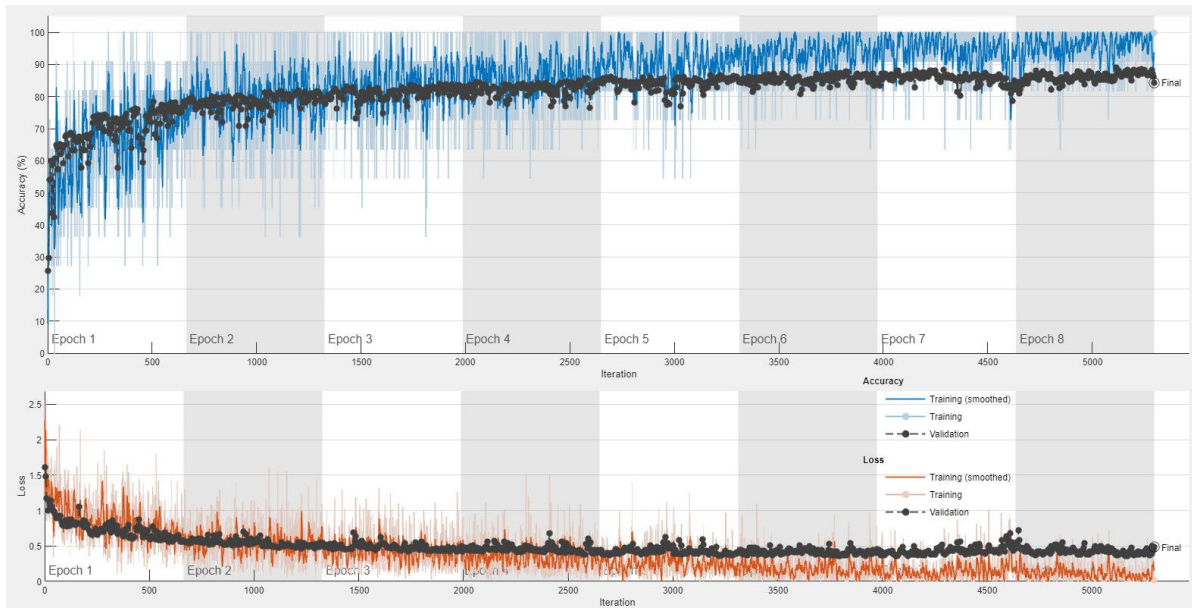 100
90
80
70
60
50
40
30
20
10
0
Accuracy (%)
Final
Epoch 1 Epoch 2 Epoch 3 Epoch 4 Epoch 5 Epoch 6 Epoch 7 Epoch 8
0 500 1000 1500 2000 2500 3000 3500 4000 4500 5000
Iteration
Accuracy
Training (smoothed)
Training
Validation
Loss
Training (smoothed)
Training
Validation
2.5
2
1.5
1
0.5
0
Loss
Final
Epoch 1 Epoch 2 Epoch 3
0 500 1000 1500 2000 2500 3000 3500 4000 4500 5000
Iteration